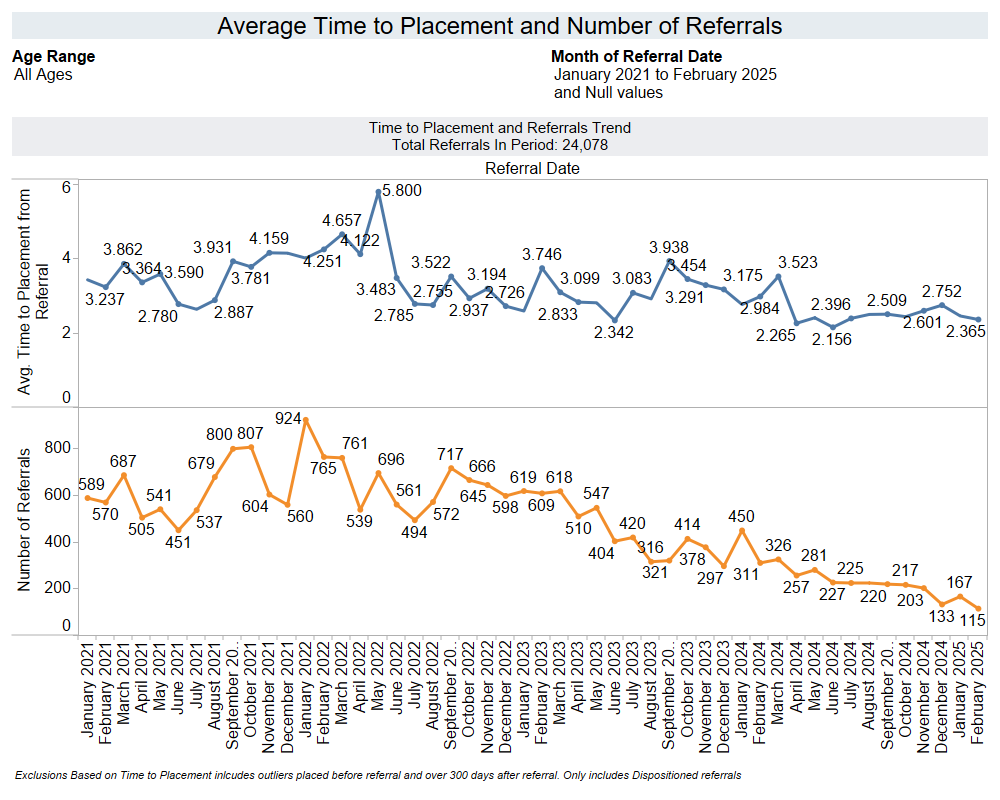 Average Time to Placement and Number of Referrals
Age Range
All Ages
Month of Referral Date
January 2021 to February 2025
and Null values
Time to Placement and Referrals Trend
Total Referrals In Period: 24,078
Referral Date
Avg. Time to Placement from
Referral
6
4
2
0
3.237
3.862
3.364
3.590
2.780
2.887
3.931
3.781
4.159
4.251
4.657
4.122
5.800
3.483
2.785
2.755
3.522
2.937
3.194
2.726
3.746
3.099
2.833
2.342
3.083
3.938
3.454
3.291
3.175
2.984
3.523
2.265
2.396
2.156
2.509
2.601
2.752
2.365
Number of Referrals
800
600
400
200
0
589
570
687
505
541
451
537
679
800
807
604
560
924
765
761
539
696
561
494
572
717
645
666
645
598
619
609
618
510
547
404
420
316
321
414
378
297
450
311
326
257
281
227
225
220
217
203
133
167
115
January 2021
February 2021
March 2021
April 2021
May 2021
June 2021
July 2021
August 2021
September 20..
October 2021
November 2021
December 2021
January 2022
February 2022
March 2022
April 2022
May 2022
June 2022
July 2022
August 2022
September 20..
October 2022
November 2022
December 2022
January 2023
February 2023
March 2023
April 2023
May 2023
June 2023
July 2023
August 2023
September 20..
October 2023
November 2023
December 2023
January 2024
February 2024
March 2024
April 2024
May 2024
June 2024
July 2024
August 2024
September 20..
October 2024
November 2024
December 2024
January 2025
February 2025
Exclusions Based on Time to Placement inlcudes outliers placed before referral and over 300 days after referral. Only includes Dispositioned referrals